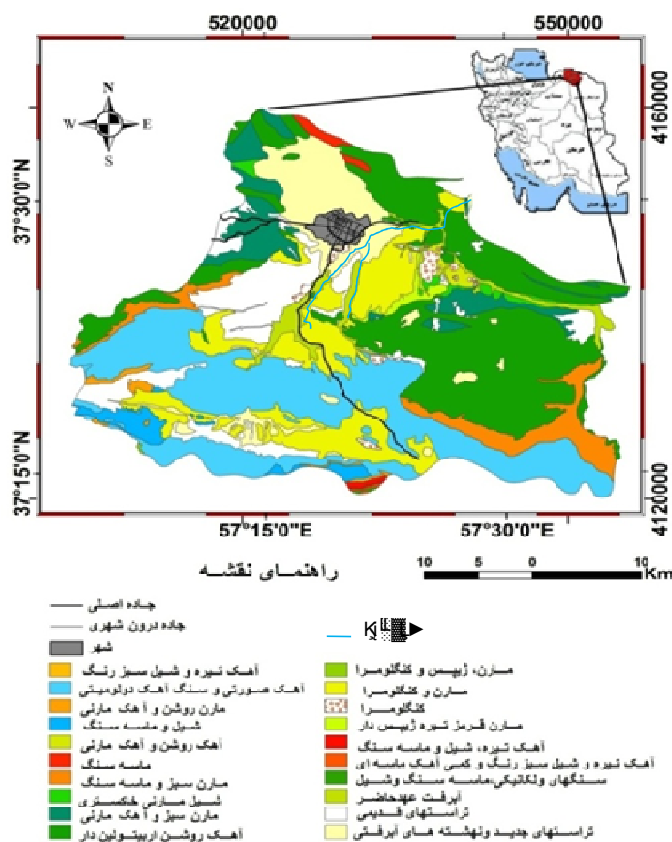 520000 550000
4160000
N
W E
S
37°30'0"N
37°15'0"N
4120000
57°15'0"E 57°30'0"E
راهنمای نقشه
10 5 0 10 Km
جاده اصلی
جاده درون شهری
شهر
آهک تیره و شیل سبز رنگ
آهک صورتی و سنگ آهک دولومیتی
مارن روشن و آهک مارنی
شیل و ماسه سنگ
آهک روشن و آهک مارنی
ماسه سنگ
مارن سبز و ماسه سنگ
شیل مارنی خاکستری
مارن سبز و آهک مارنی
آهک روشن اربیتولین دار
مارن، ژیپس و کنگلومرا
مارن و کنگلومرا
کنگلومرا
مارن قرمز تیره ژیپس دار
آهک تیره، شیل و ماسه سنگ
آهک تیره و شیل سبز رنگ و کمی آهک ماسه ای
سنگهای ولکانیکی،ماسه سنگ وشیل
آبرفت عهدحاضر
تراستهای قدیمی
تراستهای جدید ونهشته های آبرفتی